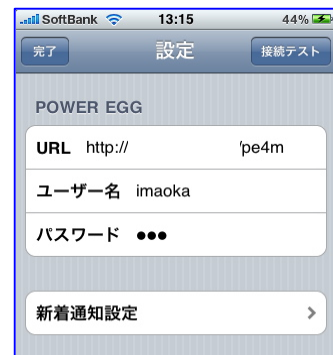 SoftBank 13:15 44%
完了 設定 接続テスト
POWER EGG
URL http:// /pe4m
ユーザー名 imaoka
パスワード ●●●
新着通知設定